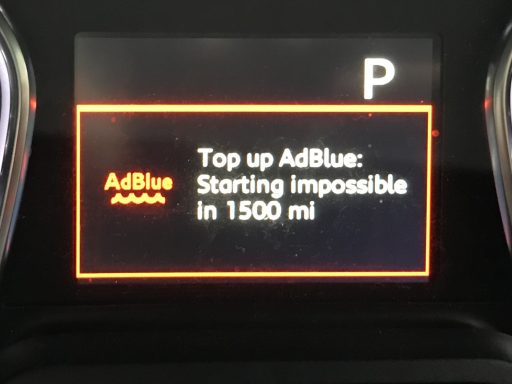 P
Top up AdBlue:
AdBlue Starting impossible
in 1500 mi